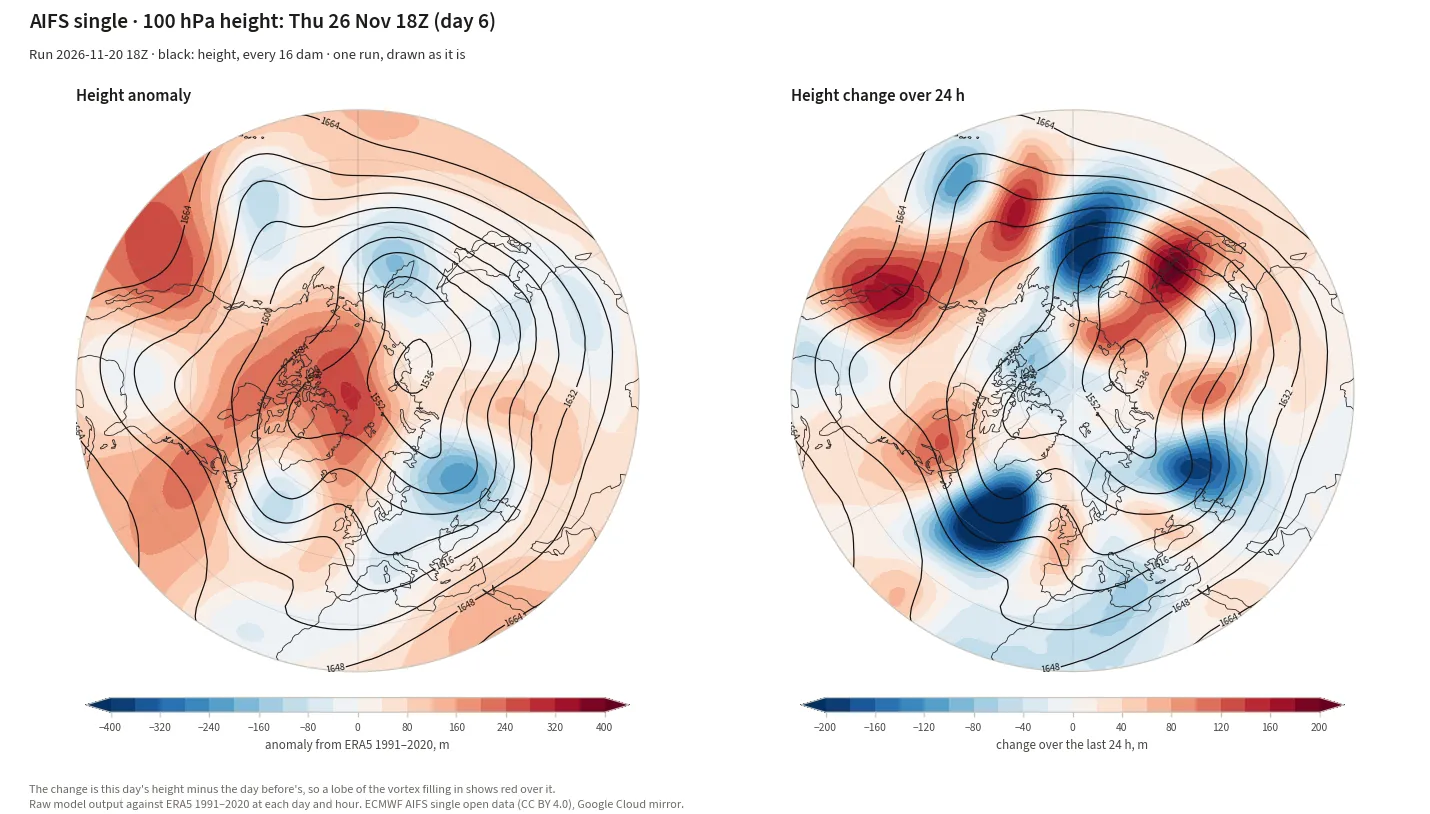 AIFS single · 100 hPa height: Thu 26 Nov 18Z (day 6)
Run 2026-11-20 18Z · black: height, every 16 dam · one run, drawn as it is
Height anomaly
Height change over 24 h
1664
1664
1600
1536
1552
1632
1616
1648
1664
1648
1664
1664
1600
1536
1552
1632
1616
1648
1664
1648
−400 −320 −240 −160 −80 0 80 160 240 320 400
anomaly from ERA5 1991–2020, m
−200 −160 −120 −80 −40 0 40 80 120 160 200
change over the last 24 h, m
The change is this day's height minus the day before's, so a lobe of the vortex filling in shows red over it.
Raw model output against ERA5 1991–2020 at each day and hour. ECMWF AIFS single open data (CC BY 4.0), Google Cloud mirror.